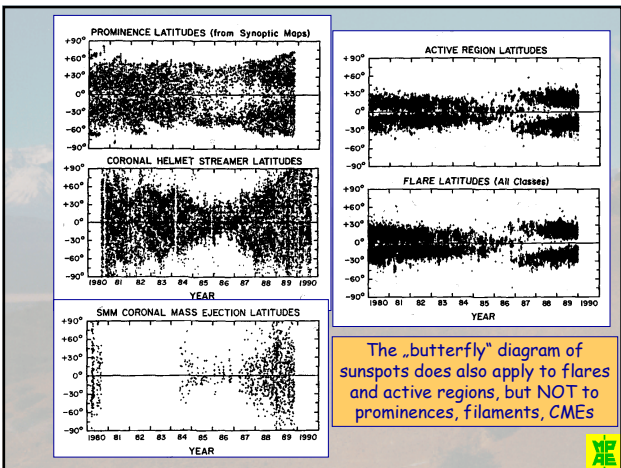 PROMINENCE LATITUDES (from Synoptic Maps)
+90°
+60°
+30°
0°
-30°
-60°
-90°
CORONAL HELMET STREAMER LATITUDES
+90°
+60°
+30°
0°
-30°
-60°
-90°
1980 81 82 83 84 85 86 87 88 89 1990
YEAR
SMM CORONAL MASS EJECTION LATITUDES
+90°
+60°
+30°
0°
-30°
-60°
-90°
1980 81 82 83 84 85 86 87 88 89 1990
YEAR
ACTIVE REGION LATITUDES
+90°
+60°
+30°
0°
-30°
-60°
-90°
FLARE LATITUDES (All Classes)
+90°
+60°
+30°
0°
-30°
-60°
-90°
1980 81 82 83 84 85 86 87 88 89 1990
YEAR
The „butterfly“ diagram of
sunspots does also apply to flares
and active regions, but NOT to
prominences, filaments, CMEs
MP
AE